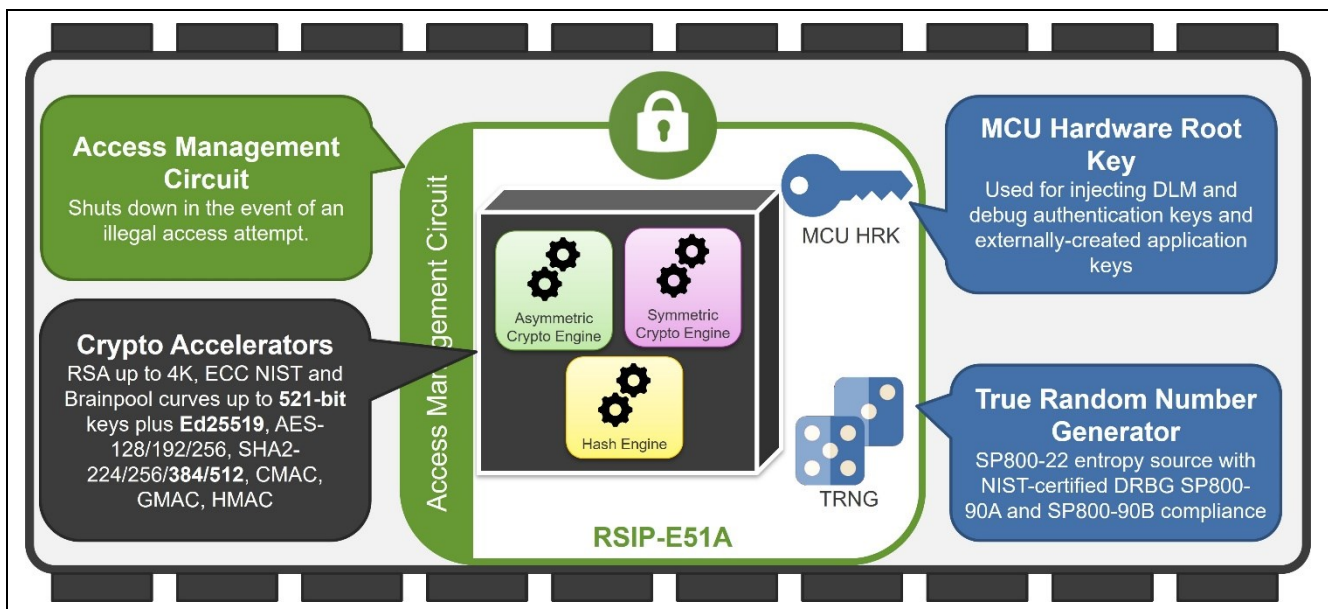 Access Management
Circuit
Shuts down in the event of an
illegal access attempt.
Crypto Accelerators
RSA up to 4K, ECC NIST and
Brainpool curves up to 521-bit
keys plus Ed25519, AES-
128/192/256, SHA2-
224/256/384/512, CMAC,
GMAC, HMAC
Access Management Circuit
Asymmetric
Crypto Engine
Symmetric
Crypto Engine
Hash Engine
MCU HRK
TRNG
RSIP-E51A
MCU Hardware Root
Key
Used for injecting DLM and
debug authentication keys and
externally-created application
keys
True Random Number
Generator
SP800-22 entropy source with
NIST-certified DRBG SP800-
90A and SP800-90B compliance